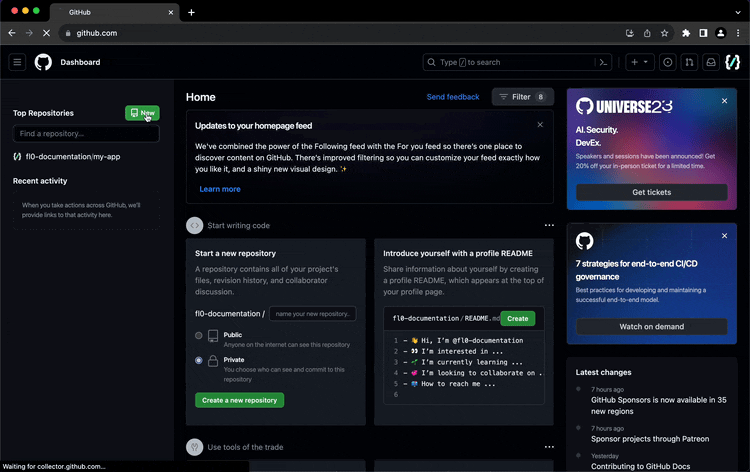 GitHub
github.com
Dashboard
Type / to search
Top Repositories
New
Find a repository...
fl0-documentation/my-app
Recent activity
When you take actions across GitHub, we'll
provide links to that activity here.
Home
Send feedback
Filter 8
Updates to your homepage feed
We've combined the power of the Following feed with the For you feed so there's one place to
discover content on GitHub. There's improved filtering so you can customize your feed exactly how
you like it, and a shiny new visual design. ✨
Learn more
Start writing code
Start a new repository
A repository contains all of your project's
files, revision history, and collaborator
discussion.
fl0-documentation /
name your new repository...
Public
Anyone on the internet can see this repository
Private
You choose who can see and commit to this
repository
Create a new repository
Introduce yourself with a profile README
Share information about yourself by creating
a profile README, which appears at the top of
your profile page.
fl0-documentation / README.md
Create
1 - 👋 Hi, I'm @fl0-documentation
2 - 👀 I'm interested in ...
3 - 🌱 I'm currently learning ...
4 - 💞️ I'm looking to collaborate on .
5 - 📫 How to reach me ...
6
Use tools of the trade
UNIVERSE23
AI. Security.
DevEx.
Speakers and sessions have been announced! Get
20% off your in-person ticket for a limited time.
Get tickets
7 strategies for end-to-end CI/CD
governance
Best practices for developing and maintaining a
successful end-to-end model.
Watch on demand
Latest changes
7 hours ago
GitHub Sponsors is now available in 35
new regions
7 hours ago
Sponsor projects through Patreon
Yesterday
Contributing to GitHub Docs
Waiting for collector.github.com...